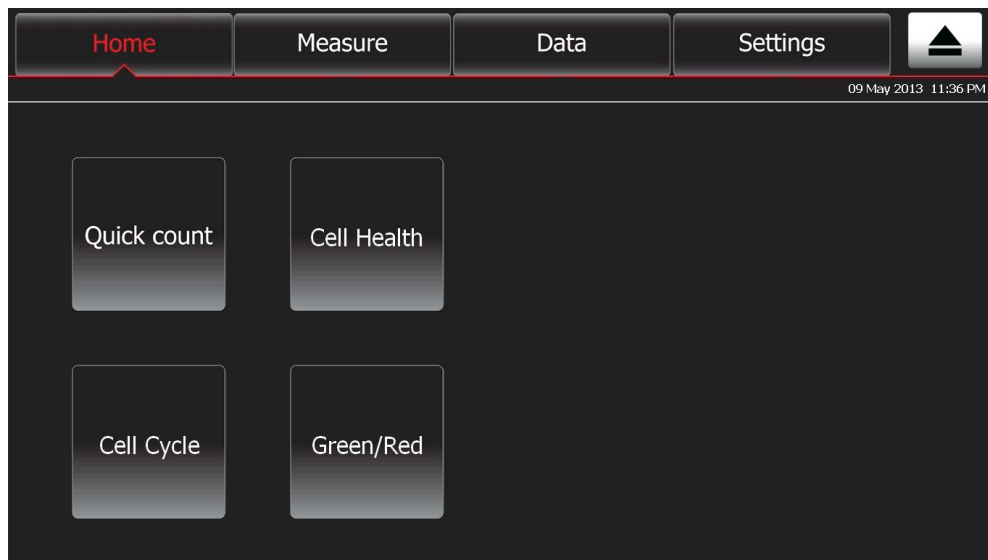 Home Measure Data Settings
09 May 2013 11:36 PM
Quick count Cell Health
Cell Cycle Green/Red